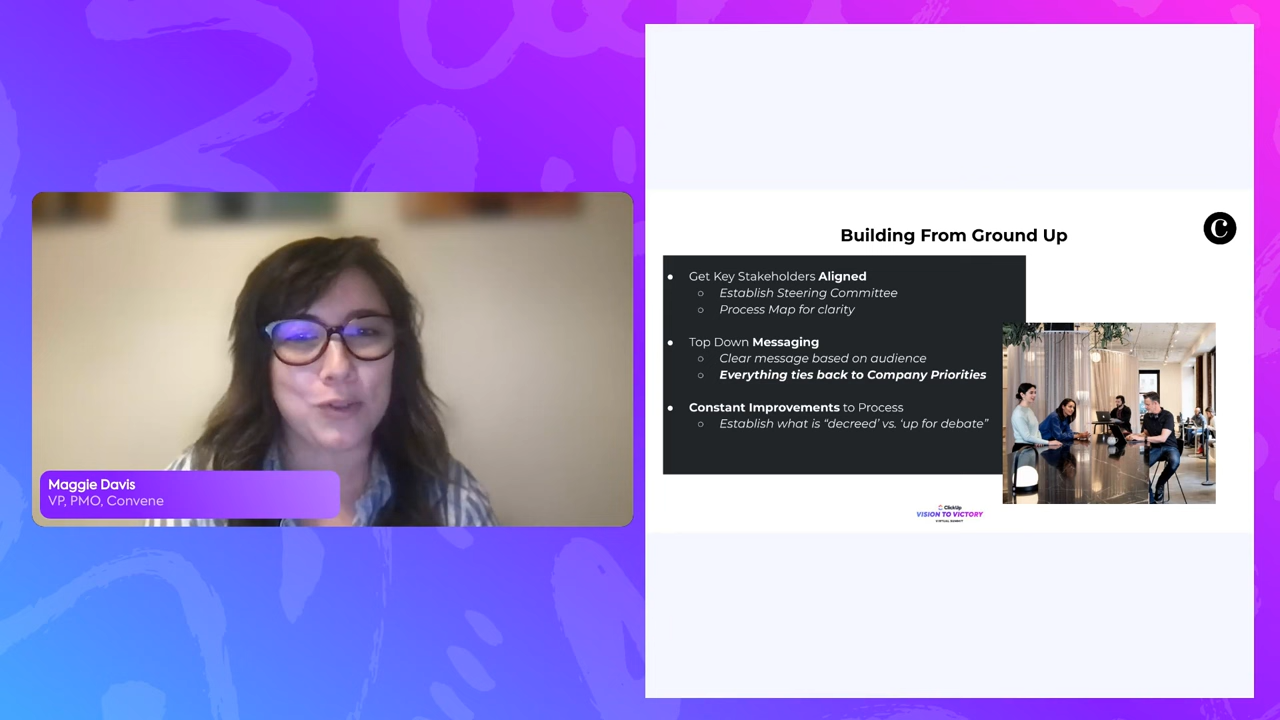 Maggie Davis
VP, PMO, Convene
Building From Ground Up
C
● Get Key Stakeholders Aligned
○ Establish Steering Committee
○ Process Map for clarity
● Top Down Messaging
○ Clear message based on audience
○ Everything ties back to Company Priorities
● Constant Improvements to Process
○ Establish what is “decreed’ vs. ‘up for debate”
ClickUp
VISION TO VICTORY
VIRTUAL SUMMIT